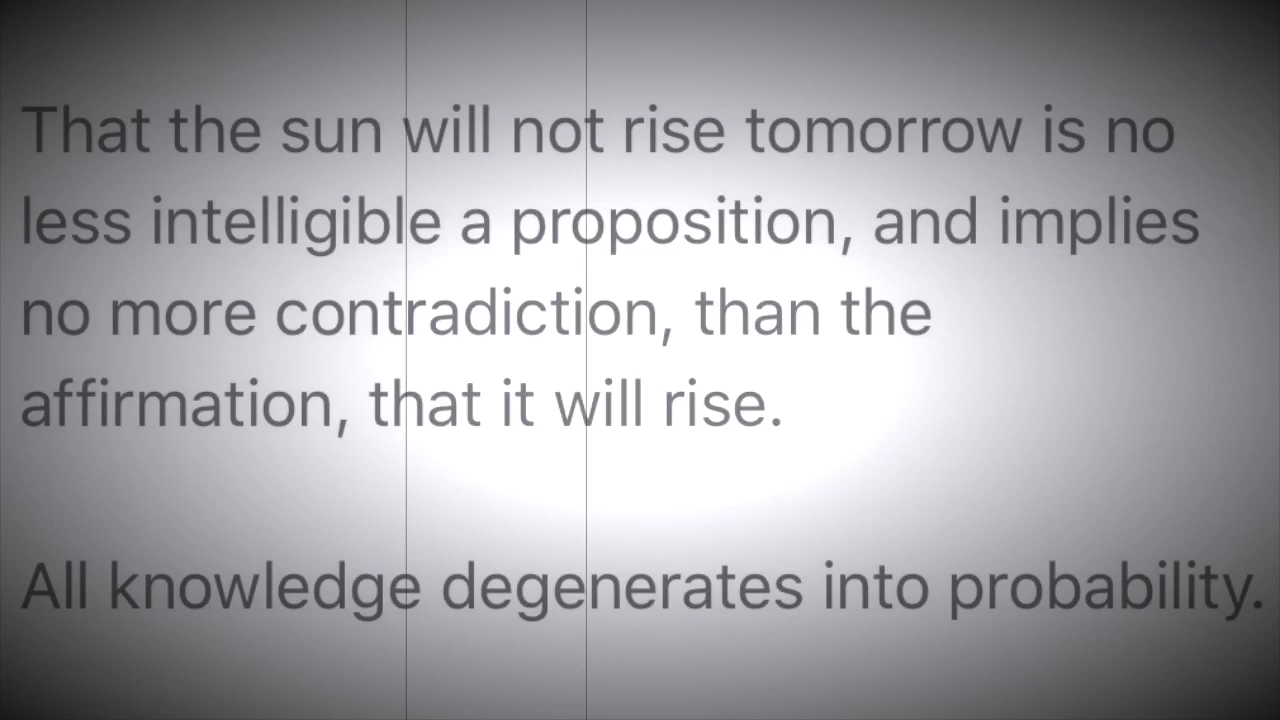 That the sun will not rise tomorrow is no
less intelligible a proposition, and implies
no more contradiction, than the
affirmation, that it will rise.
All knowledge degenerates into probability.